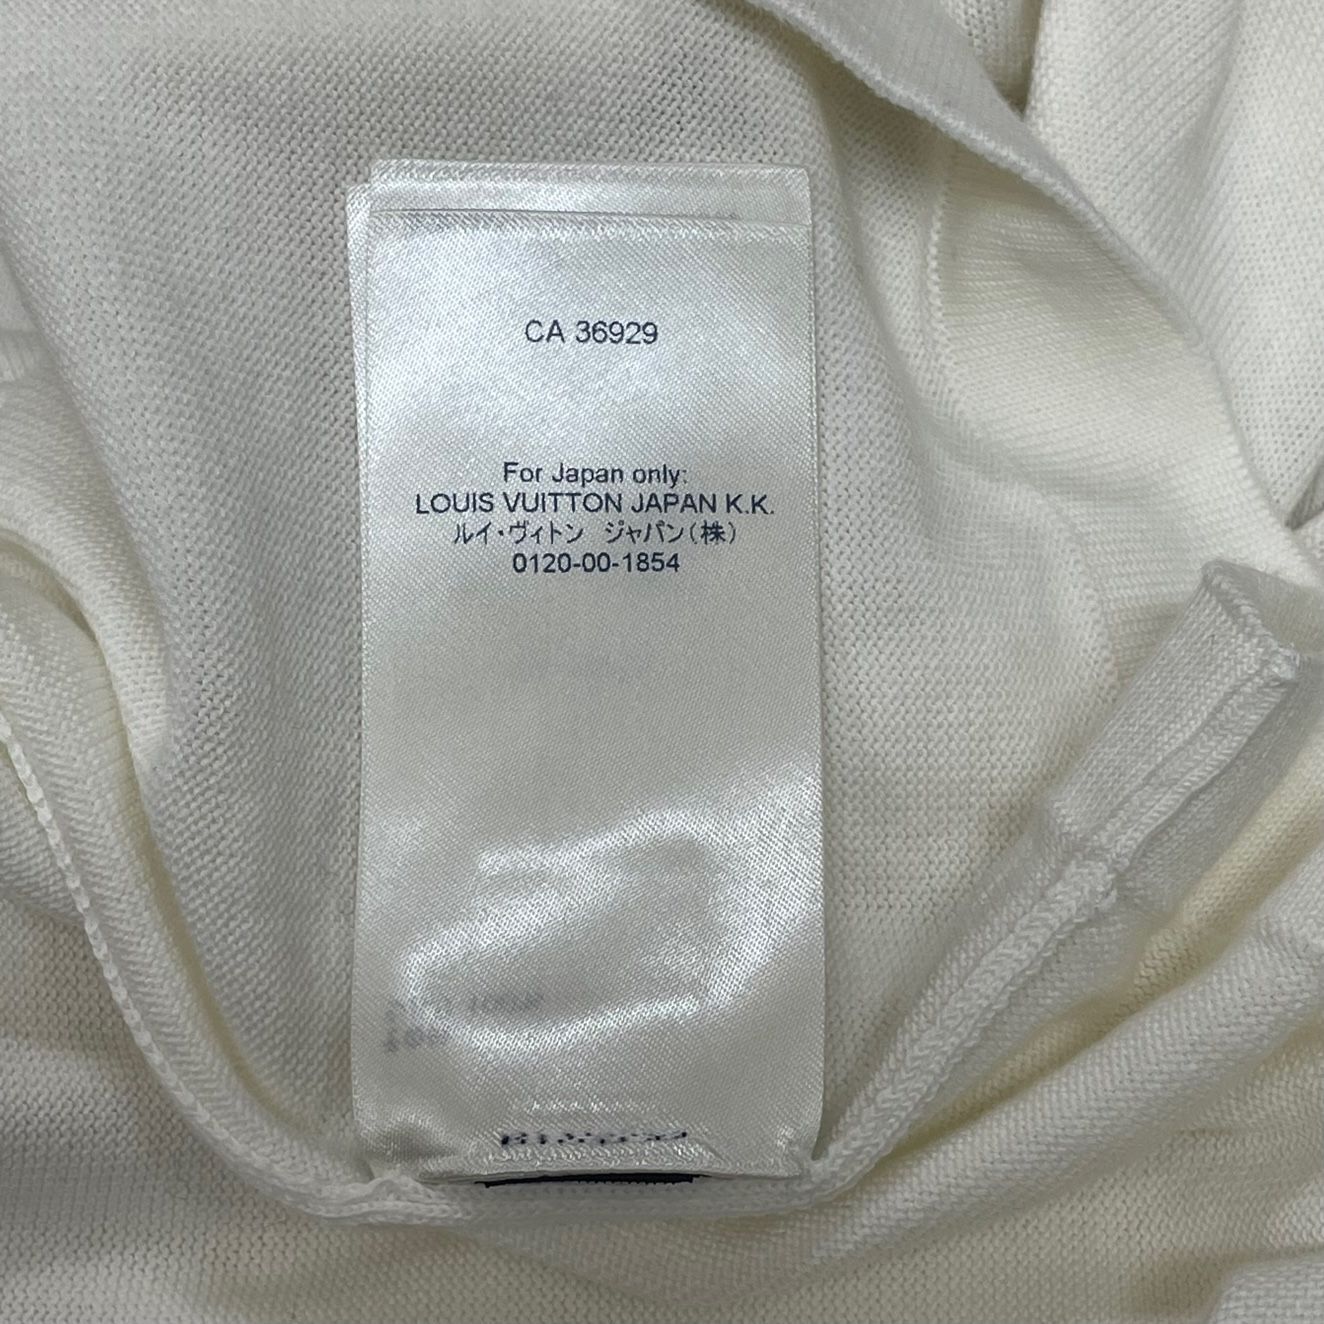 CA 36929
For Japan only:
LOUIS VUITTON JAPAN K.K.
ルイ・ヴィトン ジャパン(株)
0120-00-1854